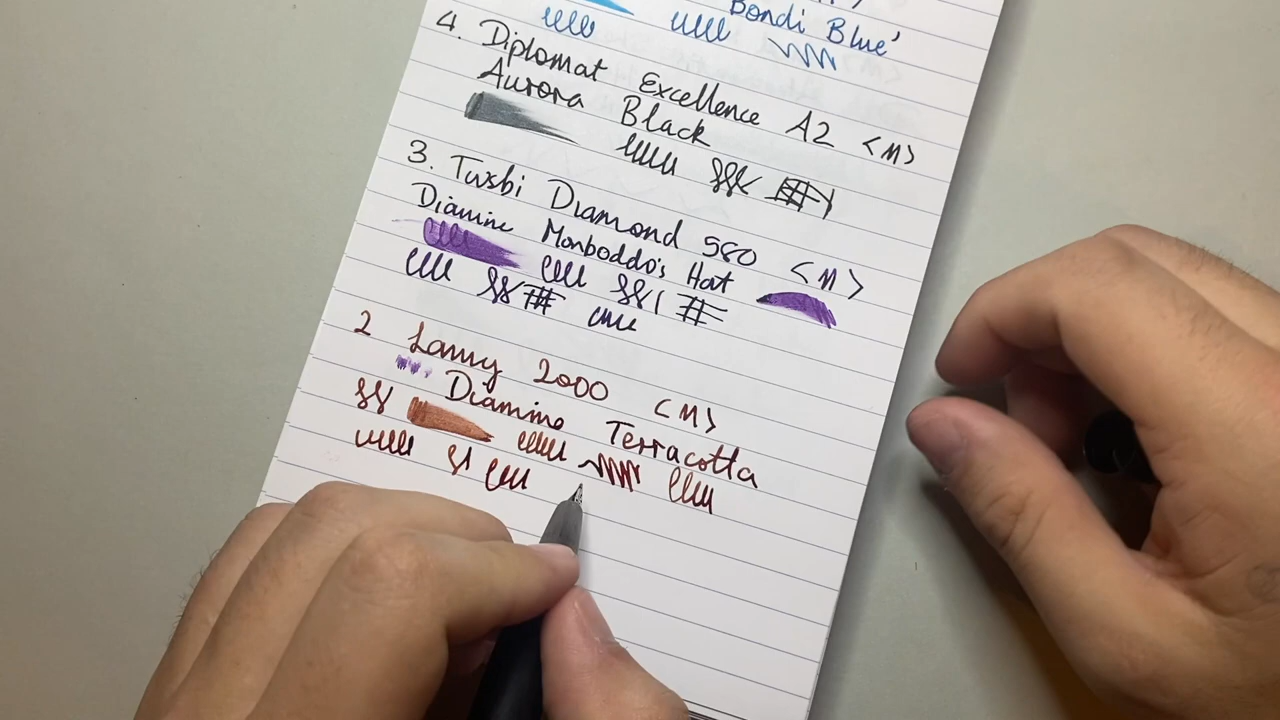 Bondi Blue'
4. Diplomat Excellence A2 <M>
Aurora Black
3. Twsbi Diamond 580 <M>
Diamine Monboddo's Hat
2 Lamy 2000 <M>
Diamine Terracotta